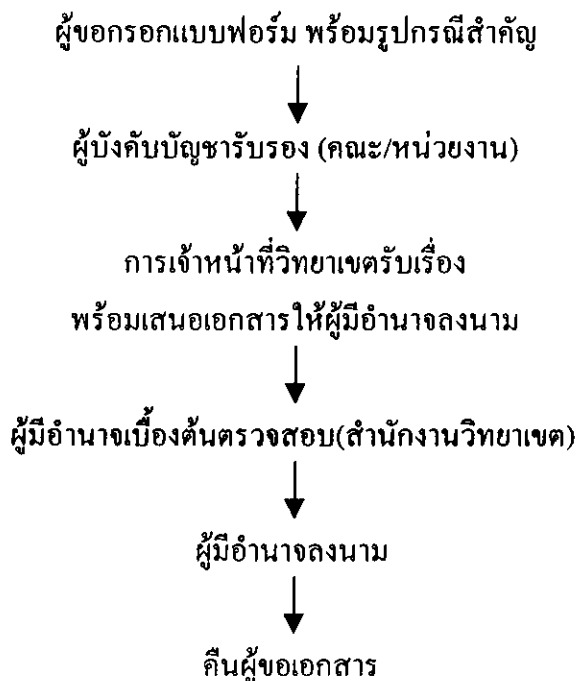 ผู้ขอกรอกแบบฟอร์ม พร้อมรูปกรณีสำคัญ
ผู้บังคับบัญชารับรอง (คณะ/หน่วยงาน)
การเจ้าหน้าที่วิทยาเขตรับเรื่อง
พร้อมเสนอเอกสารให้ผู้มีอำนาจลงนาม
ผู้มีอำนาจเบื้องต้นตรวจสอบ(สำนักงานวิทยาเขต)
ผู้มีอำนาจลงนาม
คืนผู้ขอเอกสาร